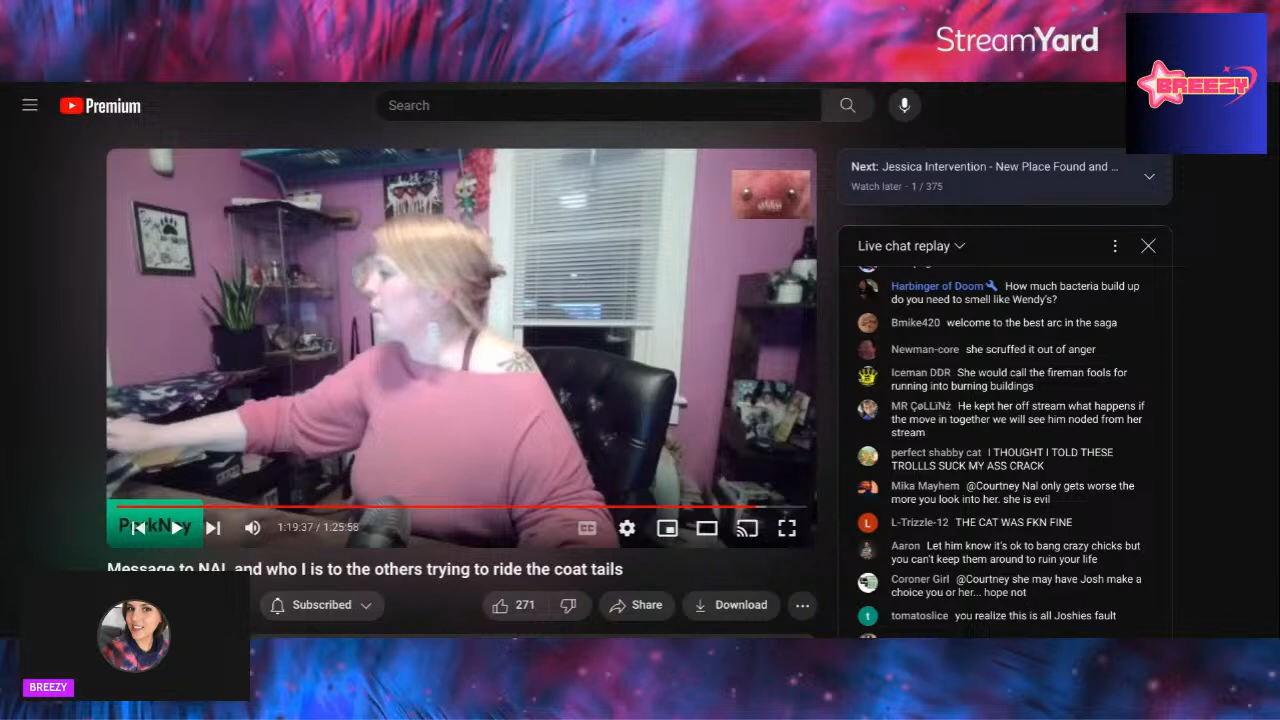 StreamYard
BREEZY
Premium
Search
Next: Jessica Intervention - New Place Found and ...
Watch later · 1 / 375
Live chat replay
Harbinger of Doom How much bacteria build up
do you need to smell like Wendy's?
Bmike420 welcome to the best arc in the saga
Newman-core she scruffed it out of anger
Iceman DDR She would call the fireman fools for
running into burning buildings
MR ÇøLLïNż He kept her off stream what happens if
the move in together we will see him noded from her
stream
perfect shabby cat I THOUGHT I TOLD THESE
TROLLLS SUCK MY ASS CRACK
Mika Mayhem @Courtney Nal only gets worse the
more you look into her. she is evil
L L-Trizzle-12 THE CAT WAS FKN FINE
Aaron Let him know it's ok to bang crazy chicks but
you can't keep them around to ruin your life
Coroner Girl @Courtney she may have Josh make a
choice you or her... hope not
t tomatoslice you realize this is all Joshies fault
1:19:37 / 1:25:58
CC
Message to NAL and who I is to the others trying to ride the coat tails
Subscribed
271
Share
Download
BREEZY